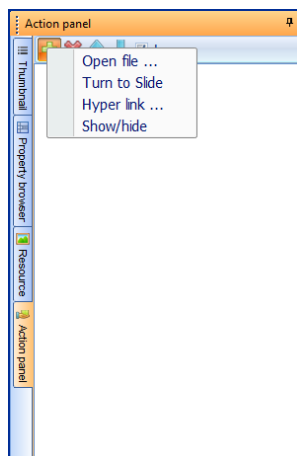 Action panel
Open file ...
Turn to Slide
Hyper link ...
Show/hide
Thumbnail
Property browser
Resource
Action panel